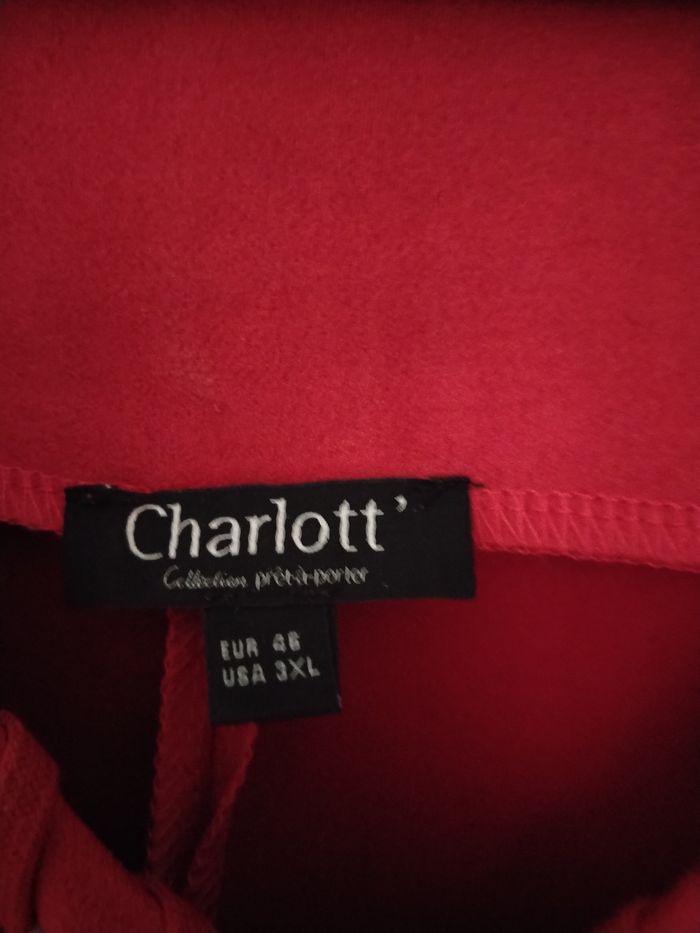 Charlott'
Collection prêt-à-porter
EUR 46
USA 3XL